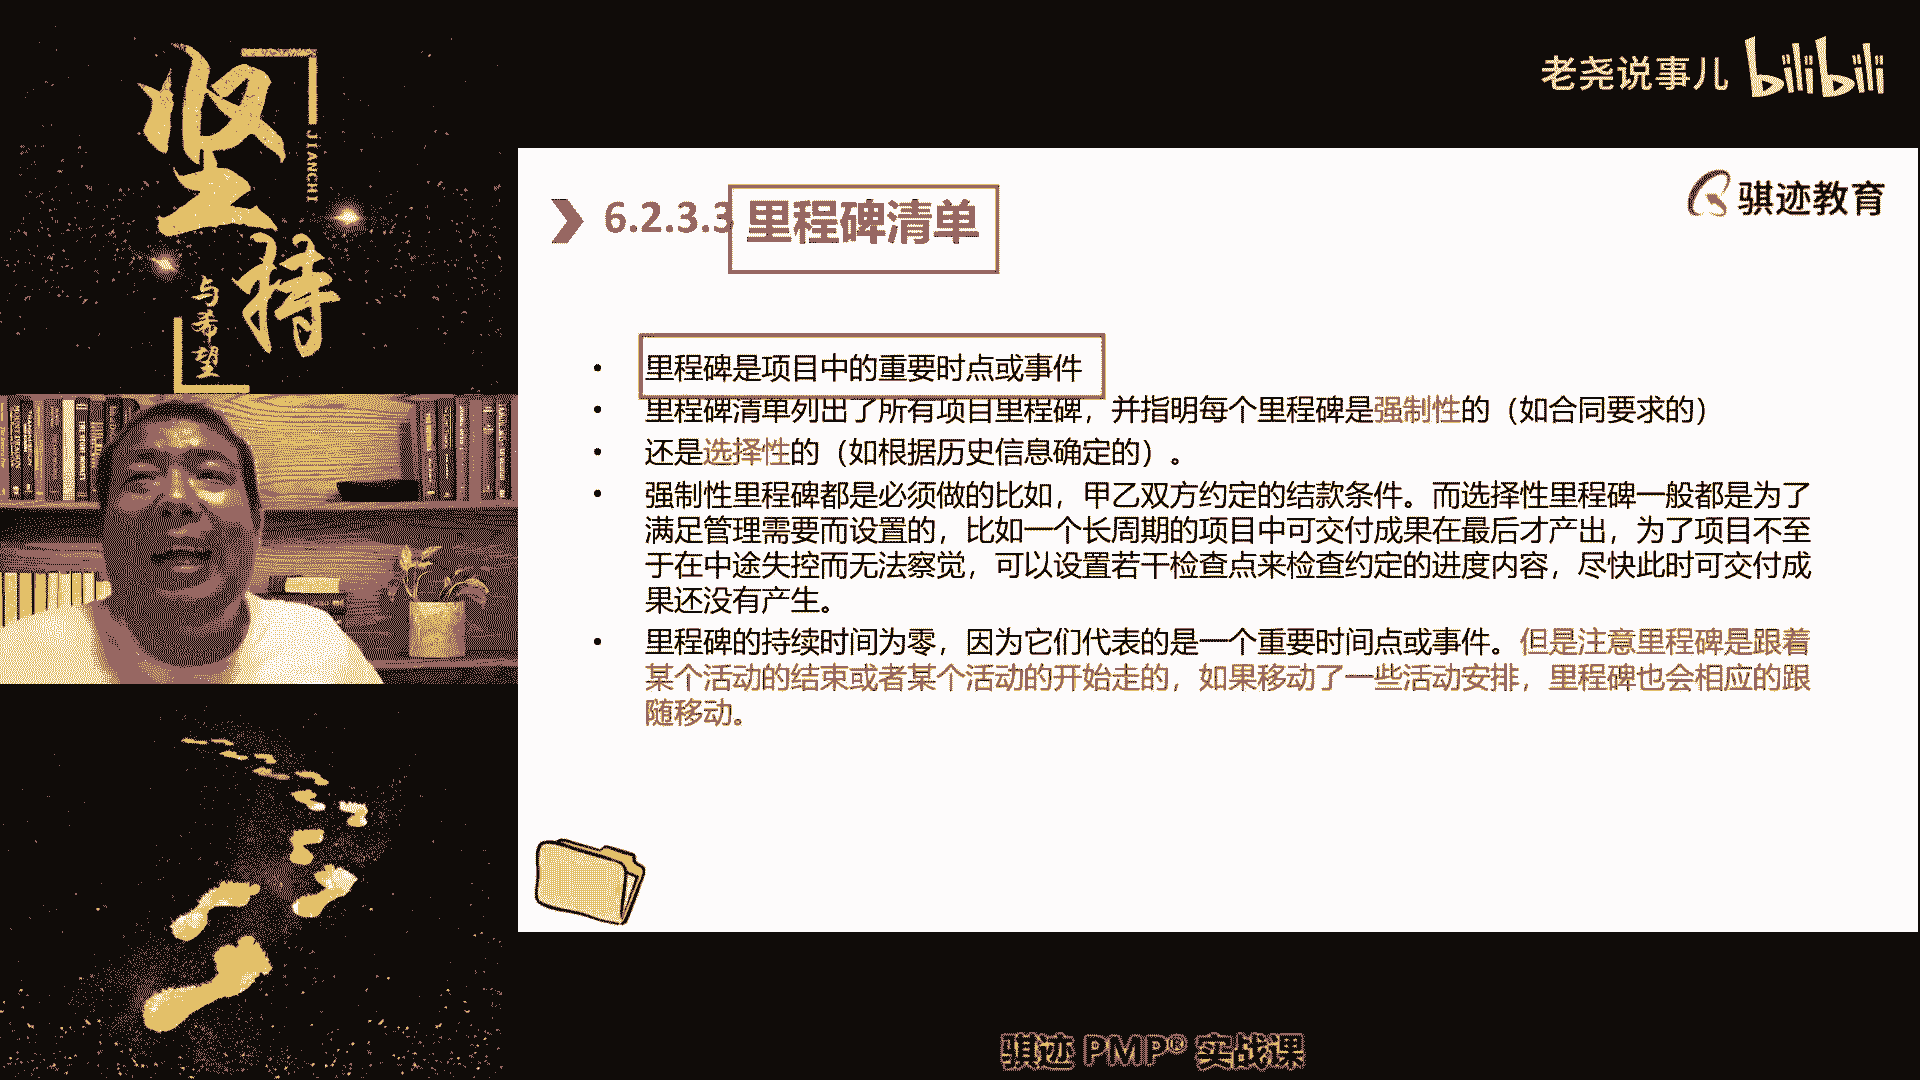 坚持
JIANCHI
与希望
老尧说事儿 bilibili
骐迹教育
6.2.3.3 里程碑清单
• 里程碑是项目中的重要时点或事件
• 里程碑清单列出了所有项目里程碑，并指明每个里程碑是强制性的（如合同要求的）
• 还是选择性的（如根据历史信息确定的）。
• 强制性里程碑都是必须做的比如，甲乙双方约定的结款条件。而选择性里程碑一般都是为了
满足管理需要而设置的，比如一个长周期的项目中可交付成果在最后才产出，为了项目不至
于在中途失控而无法察觉，可以设置若干检查点来检查约定的进度内容，尽快此时可交付成
果还没有产生。
• 里程碑的持续时间为零，因为它们代表的是一个重要时间点或事件。但是注意里程碑是跟着
某个活动的结束或者某个活动的开始走的，如果移动了一些活动安排，里程碑也会相应的跟
随移动。
骐迹 PMP® 实战课